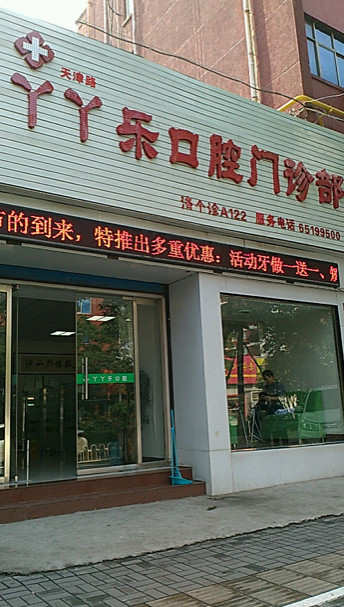 天津路
丫丫乐口腔门诊部
洛个淦A122 服务电话 65199500
的到来，特推出多重优惠：活动牙做一送一、
丫丫乐口腔